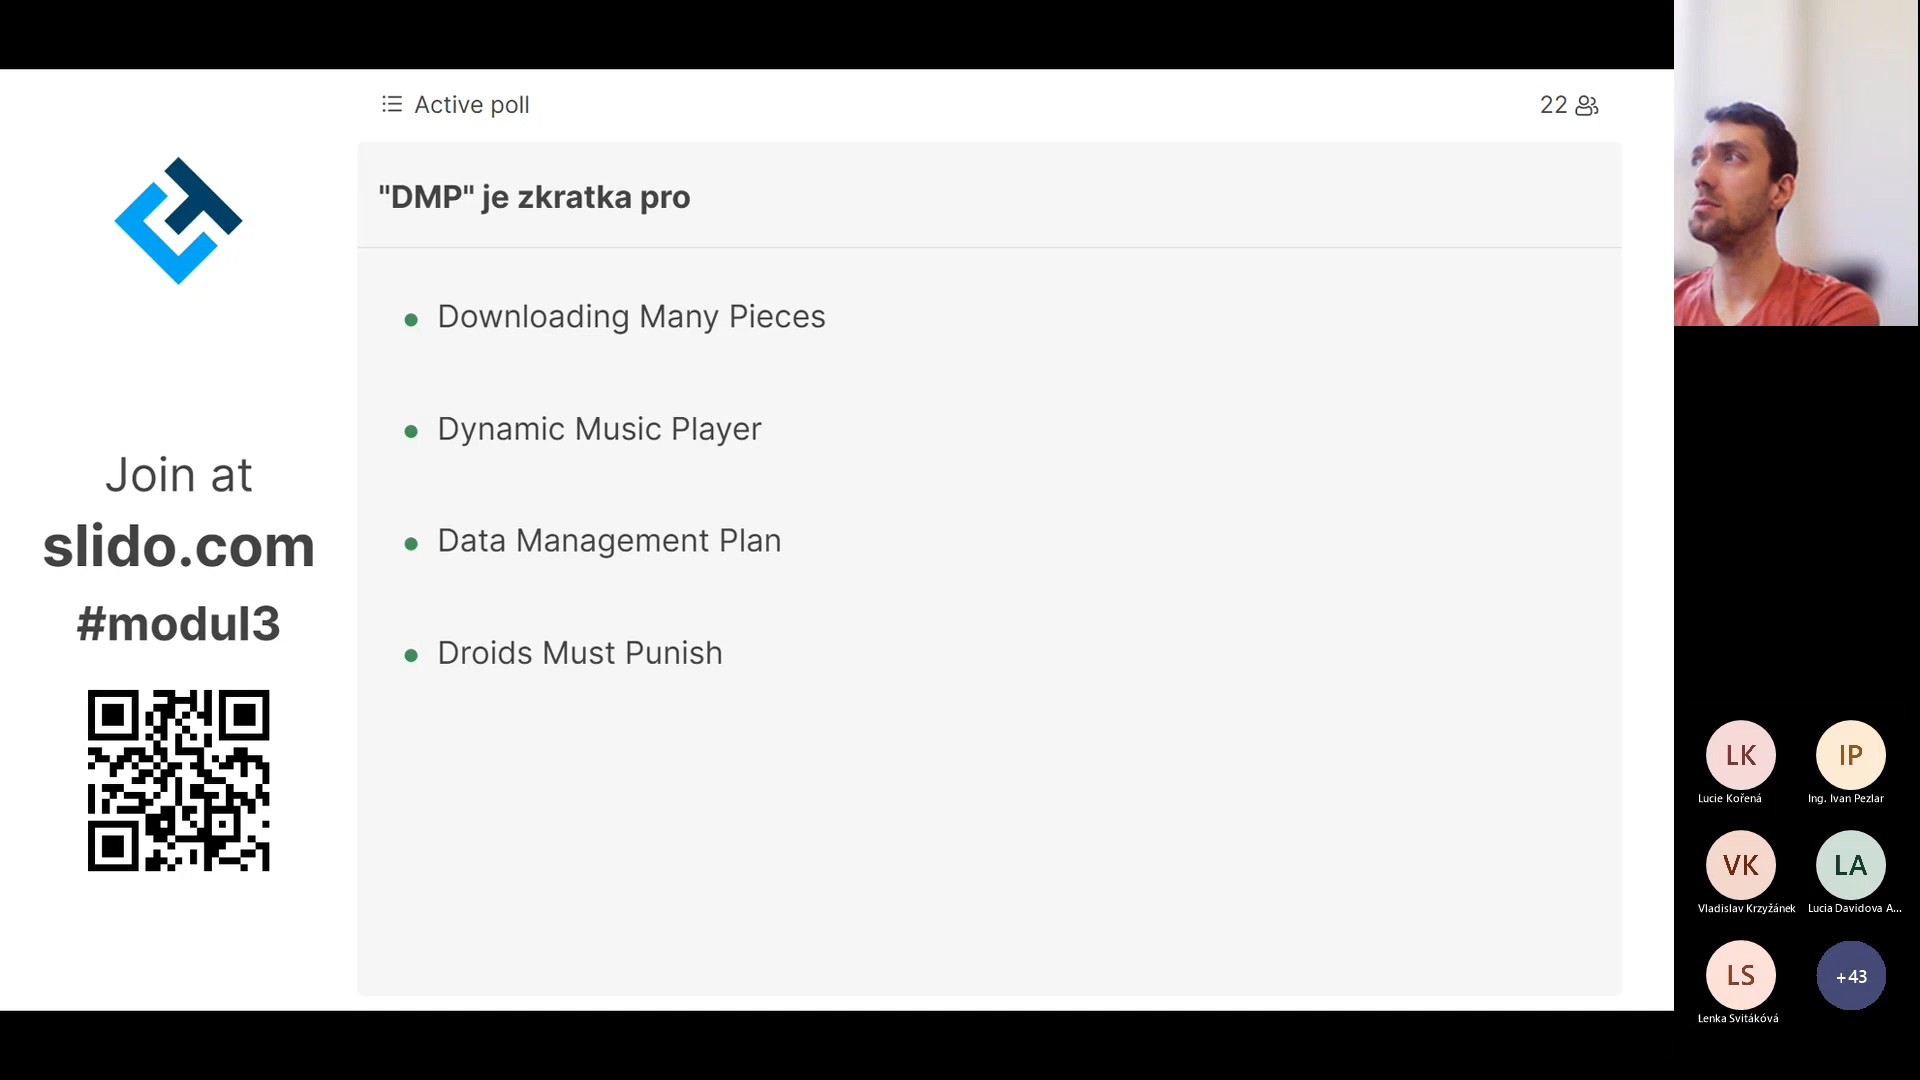 Active poll
22
"DMP" je zkratka pro
Downloading Many Pieces
Dynamic Music Player
Data Management Plan
Droids Must Punish
Join at
slido.com
#modul3
LK
Lucie Kořená
IP
Ing. Ivan Pezlar
VK
Vladislav Krzyžánek
LA
Lucia Davidova A...
LS
Lenka Svitáková
+43